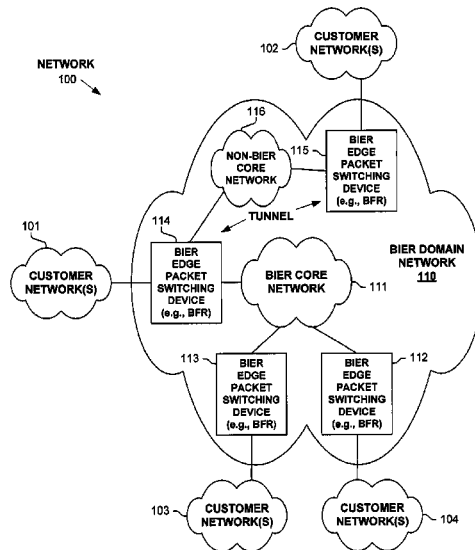 CUSTOMER
NETWORK(S)
102
NETWORK
100
116
115
NON-BIER
CORE
NETWORK
BIER
EDGE
PACKET
SWITCHING
DEVICE
(e.g., BFR)
TUNNEL
114
101
BIER
EDGE
PACKET
SWITCHING
DEVICE
(e.g., BFR)
CUSTOMER
NETWORK(S)
BIER CORE
NETWORK
111
BIER DOMAIN
NETWORK
110
113
BIER
EDGE
PACKET
SWITCHING
DEVICE
(e.g., BFR)
112
BIER
EDGE
PACKET
SWITCHING
DEVICE
(e.g., BFR)
103
CUSTOMER
NETWORK(S)
CUSTOMER
NETWORK(S)
104